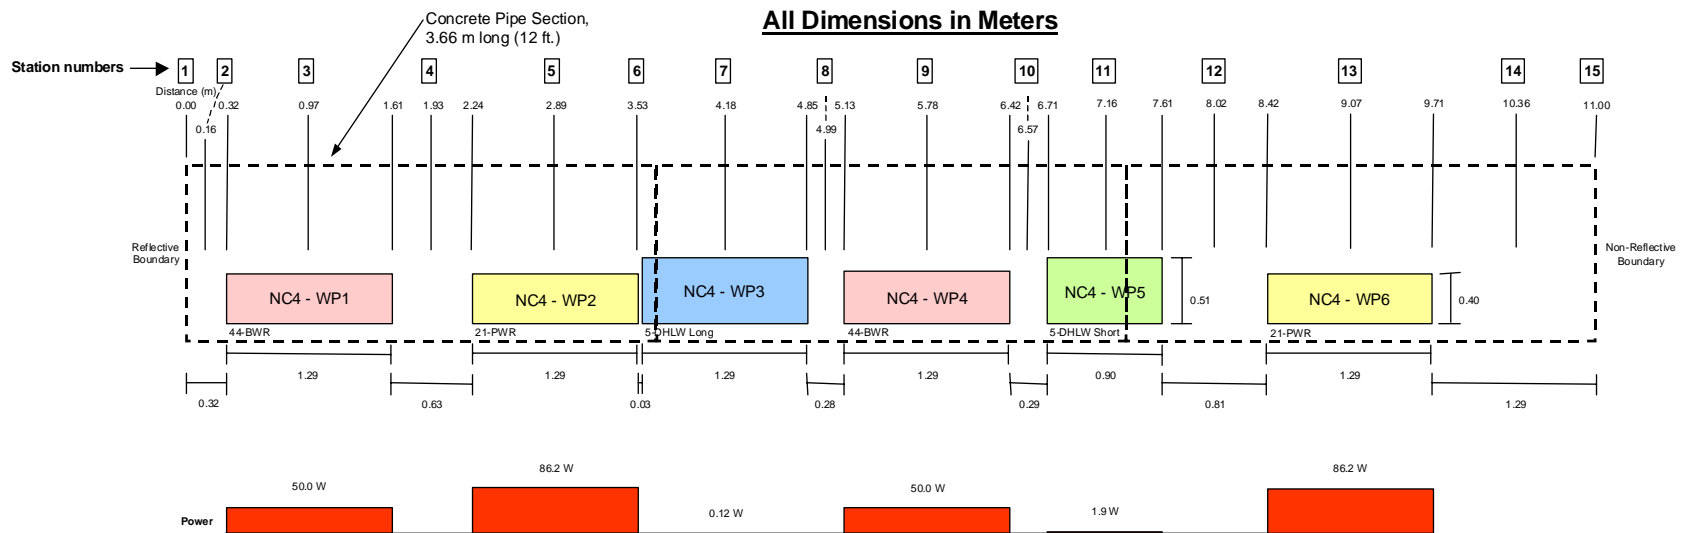 All Dimensions in Meters
Concrete Pipe Section,
3.66 m long (12 ft.)
Station numbers
1 2 3 4 5 6 7 8 9 10 11 12 13 14 15
Distance (m)
0.00 0.32 0.97 1.61 1.93 2.24 2.89 3.53 4.18 4.85 5.13 5.78 6.42 6.71 7.16 7.61 8.02 8.42 9.07 9.71 10.36 11.00
0.16 4.99 6.57
Reflective
Boundary
Non-Reflective
Boundary
NC4 - WP1 NC4 - WP2 NC4 - WP3 NC4 - WP4 NC4 - WP5 NC4 - WP6
0.51 0.40
44-BWR 21-PWR 5-DHLW Long 44-BWR 5-DHLW Short 21-PWR
1.29 1.29 1.29 1.29 0.90 1.29
0.32 0.63 0.03 0.28 0.29 0.81 1.29
86.2 W 86.2 W
50.0 W 50.0 W
0.12 W 1.9 W
Power